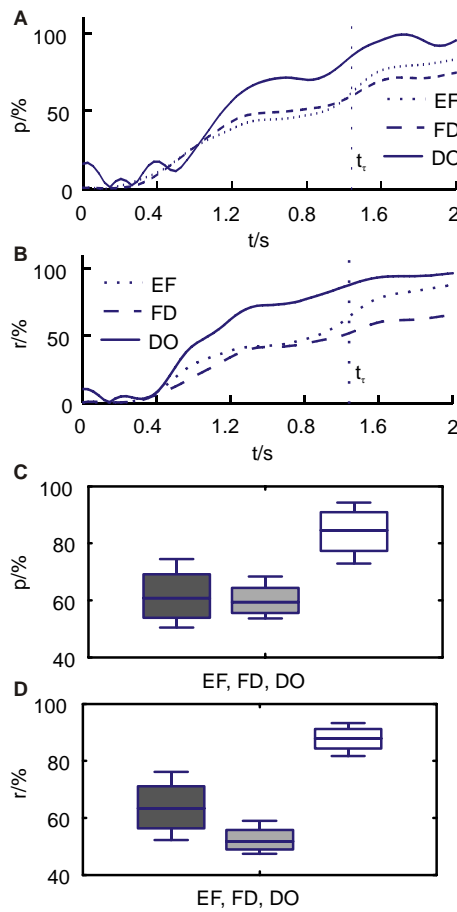 A
100
50
0
p/%
EF
FD
DO
t_τ
0 0.4 1.2 0.8 1.6 2
t/s
B
100
50
0
r/%
EF
FD
DO
t_τ
0 0.4 1.2 0.8 1.6 2
t/s
C
100
80
60
40
p/%
EF, FD, DO
D
100
80
60
40
r/%
EF, FD, DO